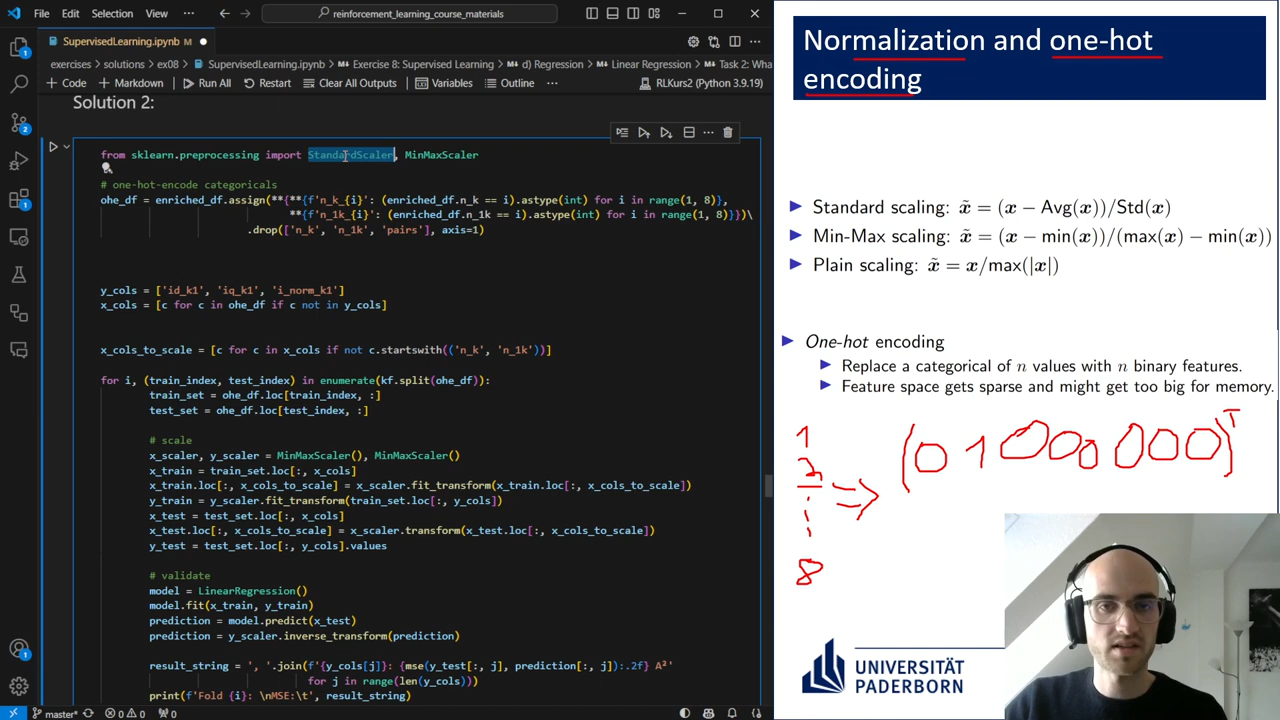 File Edit Selection ··· reinforcement_learning_course_materials
SupervisedLearning.ipynb M
exercises > solutions > ex08 > SupervisedLearning.ipynb > Exercise 8: Supervised Learning > d) Regression > Linear Regression > Task 2: Wha
+ Code + Markdown Run All Restart Clear All Outputs Variables Outline ··· RLKurs2 (Python 3.9.19)
Solution 2:
from sklearn.preprocessing import StandardScaler, MinMaxScaler
# one-hot-encode categoricals
ohe_df = enriched_df.assign(**{**{f'n_k_{i}': (enriched_df.n_k == i).astype(int) for i in range(1, 8)},
**{f'n_1k_{i}': (enriched_df.n_1k == i).astype(int) for i in range(1, 8)}})\
.drop(['n_k', 'n_1k', 'pairs'], axis=1)
y_cols = ['id_k1', 'iq_k1', 'i_norm_k1']
x_cols = [c for c in ohe_df if c not in y_cols]
x_cols_to_scale = [c for c in x_cols if not c.startswith(('n_k', 'n_1k'))]
for i, (train_index, test_index) in enumerate(kf.split(ohe_df)):
train_set = ohe_df.loc[train_index, :]
test_set = ohe_df.loc[test_index, :]
# scale
x_scaler, y_scaler = MinMaxScaler(), MinMaxScaler()
x_train = train_set.loc[:, x_cols]
x_train.loc[:, x_cols_to_scale] = x_scaler.fit_transform(x_train.loc[:, x_cols_to_scale])
y_train = y_scaler.fit_transform(train_set.loc[:, y_cols])
x_test = test_set.loc[:, x_cols]
x_test.loc[:, x_cols_to_scale] = x_scaler.transform(x_test.loc[:, x_cols_to_scale])
y_test = test_set.loc[:, y_cols].values
# validate
model = LinearRegression()
model.fit(x_train, y_train)
prediction = model.predict(x_test)
prediction = y_scaler.inverse_transform(prediction)
result_string = ', '.join(f'{y_cols[j]}: {mse(y_test[:, j], prediction[:, j]):.2f} A²'
for j in range(len(y_cols)))
print(f'Fold {i}: \nMSE:\t', result_string)
master* 0 0 0
Normalization and one-hot
encoding
Standard scaling: x̃ = (x − Avg(x))/Std(x)
Min-Max scaling: x̃ = (x − min(x))/(max(x) − min(x))
Plain scaling: x̃ = x/max(|x|)
One-hot encoding
Replace a categorical of n values with n binary features.
Feature space gets sparse and might get too big for memory.
1
2
⋮
8
⇒ (0 1 0 0 0 0 0 0)ᵀ
UNIVERSITÄT
PADERBORN